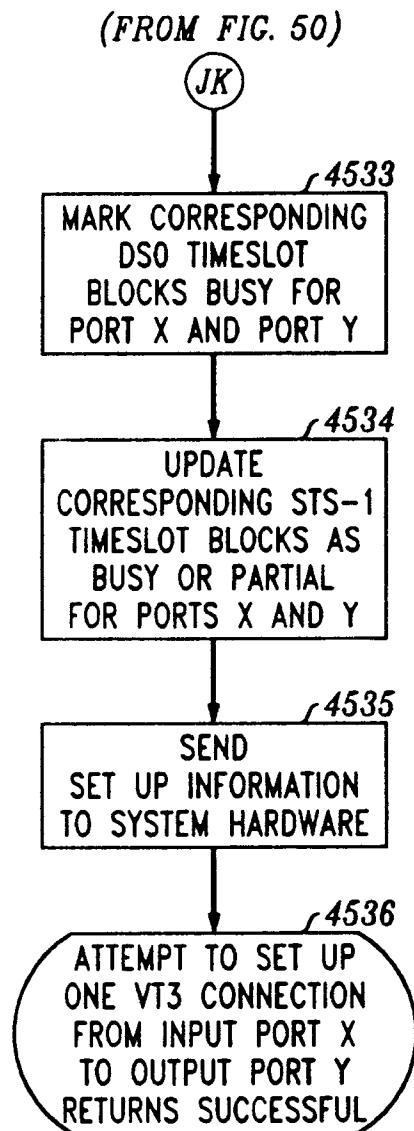 (FROM FIG. 50)
JK
4533
MARK CORRESPONDING
DS0 TIMESLOT
BLOCKS BUSY FOR
PORT X AND PORT Y
4534
UPDATE
CORRESPONDING STS-1
TIMESLOT BLOCKS AS
BUSY OR PARTIAL
FOR PORTS X AND Y
4535
SEND
SET UP INFORMATION
TO SYSTEM HARDWARE
4536
ATTEMPT TO SET UP
ONE VT3 CONNECTION
FROM INPUT PORT X
TO OUTPUT PORT Y
RETURNS SUCCESSFUL